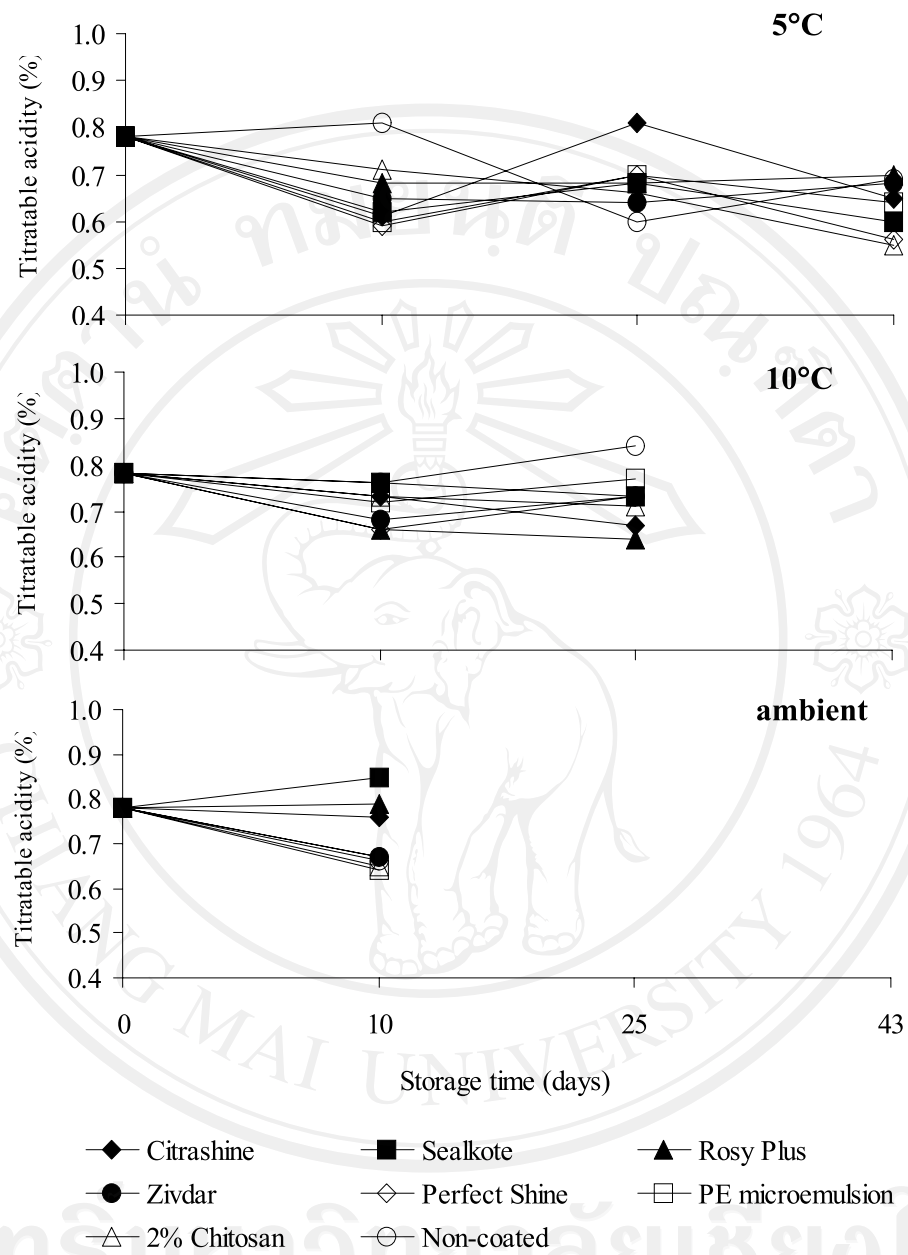 5°C
Titratable acidity (%)
1.0
0.9
0.8
0.7
0.6
0.5
0.4
10°C
Titratable acidity (%)
1.0
0.9
0.8
0.7
0.6
0.5
0.4
ambient
Titratable acidity (%)
1.0
0.9
0.8
0.7
0.6
0.5
0.4
0 10 25 43
Storage time (days)
Citrashine Sealkote Rosy Plus
Zivdar Perfect Shine PE microemulsion
2% Chitosan Non-coated
MAI UNIVERSITY 1964